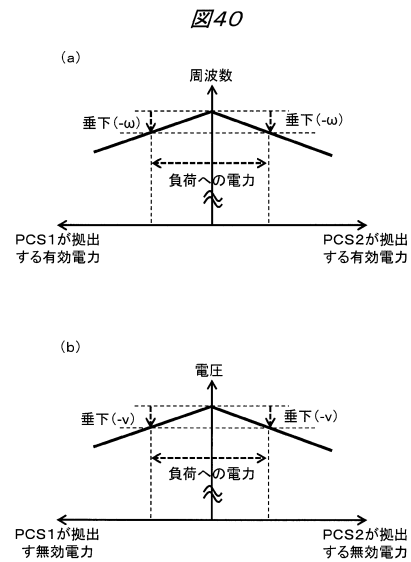 図40
(a)
周波数
垂下(-ω)
垂下(-ω)
負荷への電力
PCS1が拠出
する有効電力
PCS2が拠出
する有効電力
(b)
電圧
垂下(-v)
垂下(-v)
負荷への電力
PCS1が拠出
す無効電力
PCS2が拠出
する無効電力